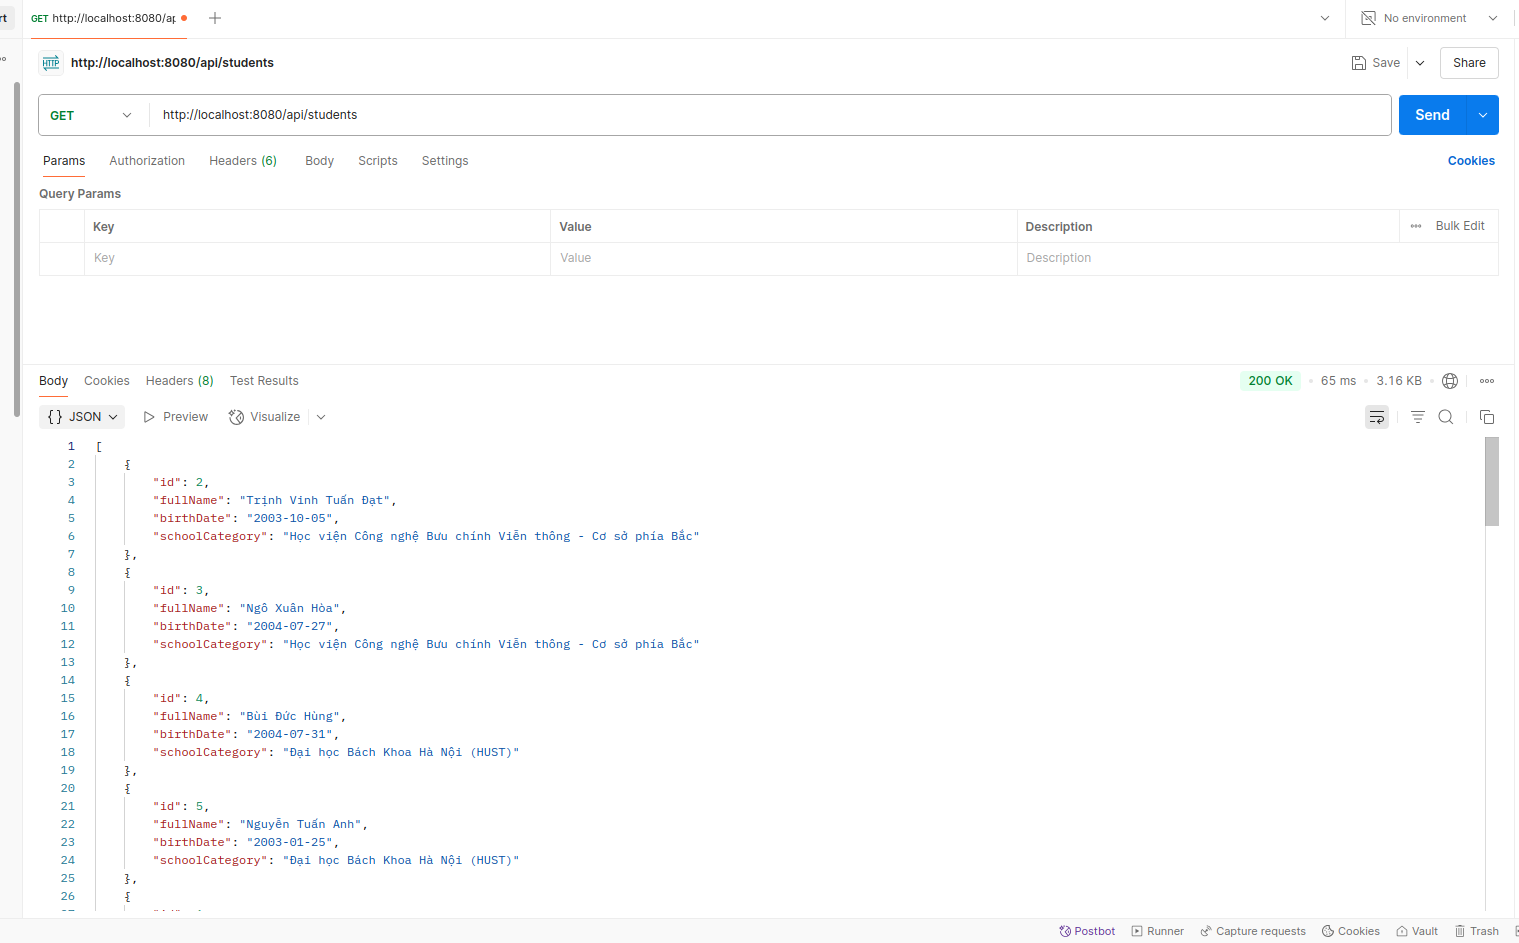 rt
GET http://localhost:8080/ap
No environment
HTTP http://localhost:8080/api/students
Save
Share
GET http://localhost:8080/api/students
Send
Params Authorization Headers (6) Body Scripts Settings
Cookies
Query Params
Key Value Description
Bulk Edit
Key Value Description
Body Cookies Headers (8) Test Results
200 OK • 65 ms • 3.16 KB •
{} JSON Preview Visualize
1 [
2 {
3 "id": 2,
4 "fullName": "Trịnh Vinh Tuấn Đạt",
5 "birthDate": "2003-10-05",
6 "schoolCategory": "Học viện Công nghệ Bưu chính Viễn thông - Cơ sở phía Bắc"
7 },
8 {
9 "id": 3,
10 "fullName": "Ngô Xuân Hòa",
11 "birthDate": "2004-07-27",
12 "schoolCategory": "Học viện Công nghệ Bưu chính Viễn thông - Cơ sở phía Bắc"
13 },
14 {
15 "id": 4,
16 "fullName": "Bùi Đức Hùng",
17 "birthDate": "2004-07-31",
18 "schoolCategory": "Đại học Bách Khoa Hà Nội (HUST)"
19 },
20 {
21 "id": 5,
22 "fullName": "Nguyễn Tuấn Anh",
23 "birthDate": "2003-01-25",
24 "schoolCategory": "Đại học Bách Khoa Hà Nội (HUST)"
25 },
26 {
Postbot Runner Capture requests Cookies Vault Trash